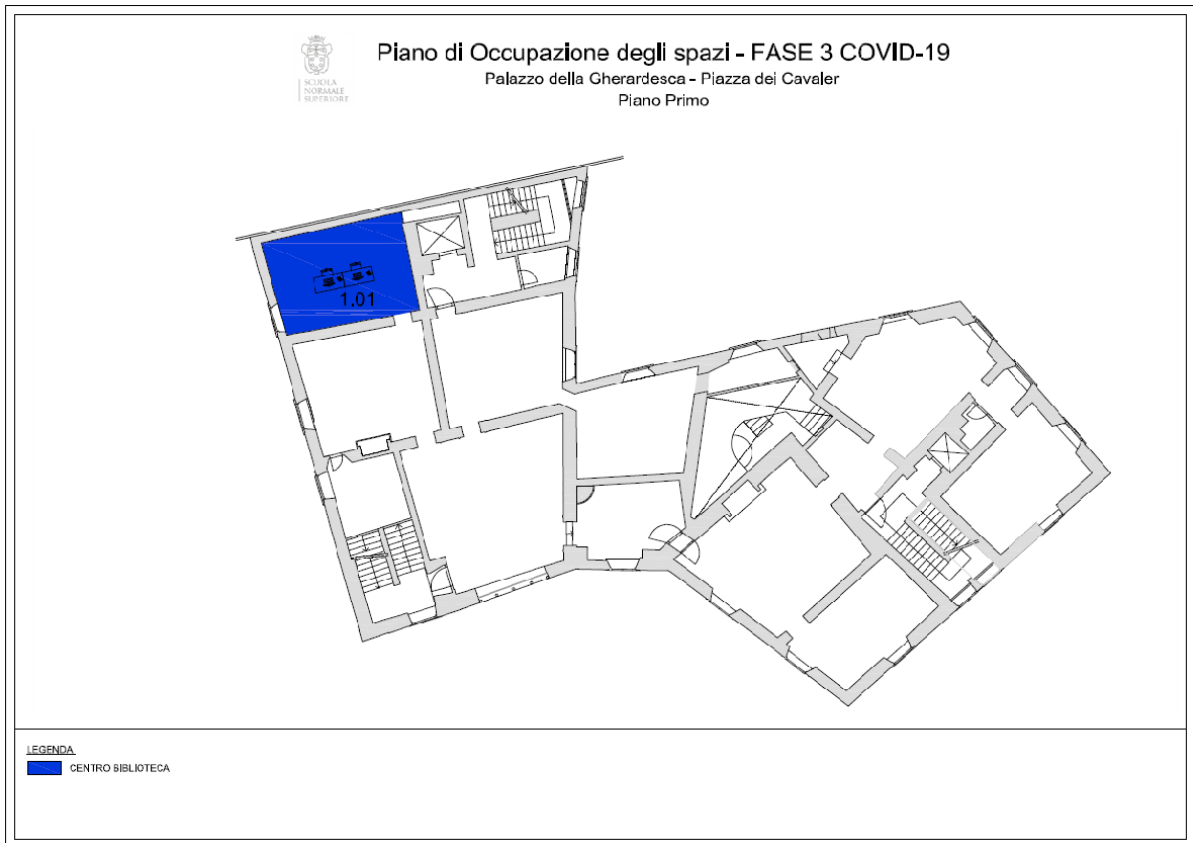 SCUOLA
NORMALE
SUPERIORE
Piano di Occupazione degli spazi - FASE 3 COVID-19
Palazzo della Gherardesca - Piazza dei Cavaler
Piano Primo
1.01
LEGENDA
CENTRO BIBLIOTECA